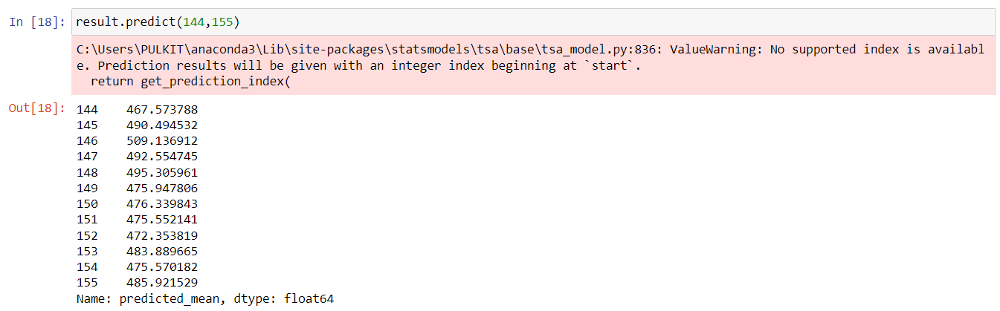 In [18]: result.predict(144,155)
C:\Users\PULKIT\anaconda3\Lib\site-packages\statsmodels\tsa\base\tsa_model.py:836: ValueWarning: No supported index is availabl
e. Prediction results will be given with an integer index beginning at `start`.
  return get_prediction_index(
Out[18]: 144    467.573788
145    490.494532
146    509.136912
147    492.554745
148    495.305961
149    475.947806
150    476.339843
151    475.552141
152    472.353819
153    483.889665
154    475.570182
155    485.921529
Name: predicted_mean, dtype: float64